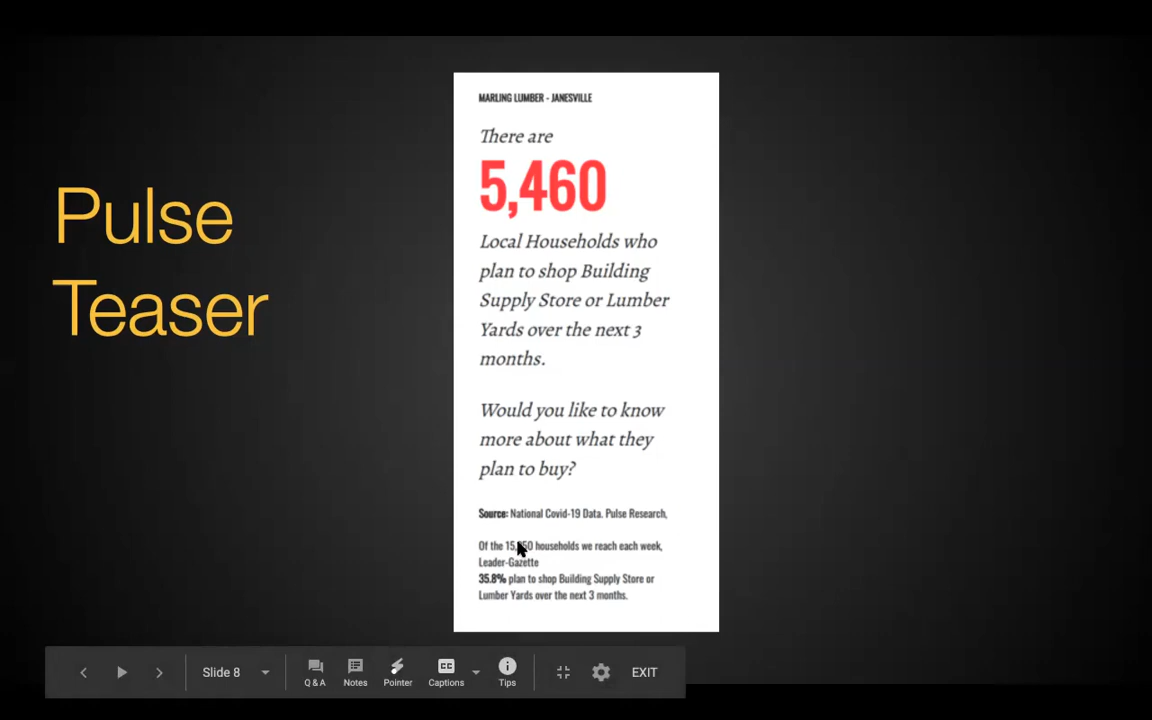 MARLING LUMBER - JANESVILLE
There are
5,460
Local Households who
plan to shop Building
Supply Store or Lumber
Yards over the next 3
months.
Would you like to know
more about what they
plan to buy?
Source: National Covid-19 Data. Pulse Research,
Of the households we reach each week,
Leader-Gazette
35.8% plan to shop Building Supply Store or
Lumber Yards over the next 3 months.
Pulse
Teaser
Slide 8
Q & A
Notes
Pointer
CC
Captions
Tips
EXIT